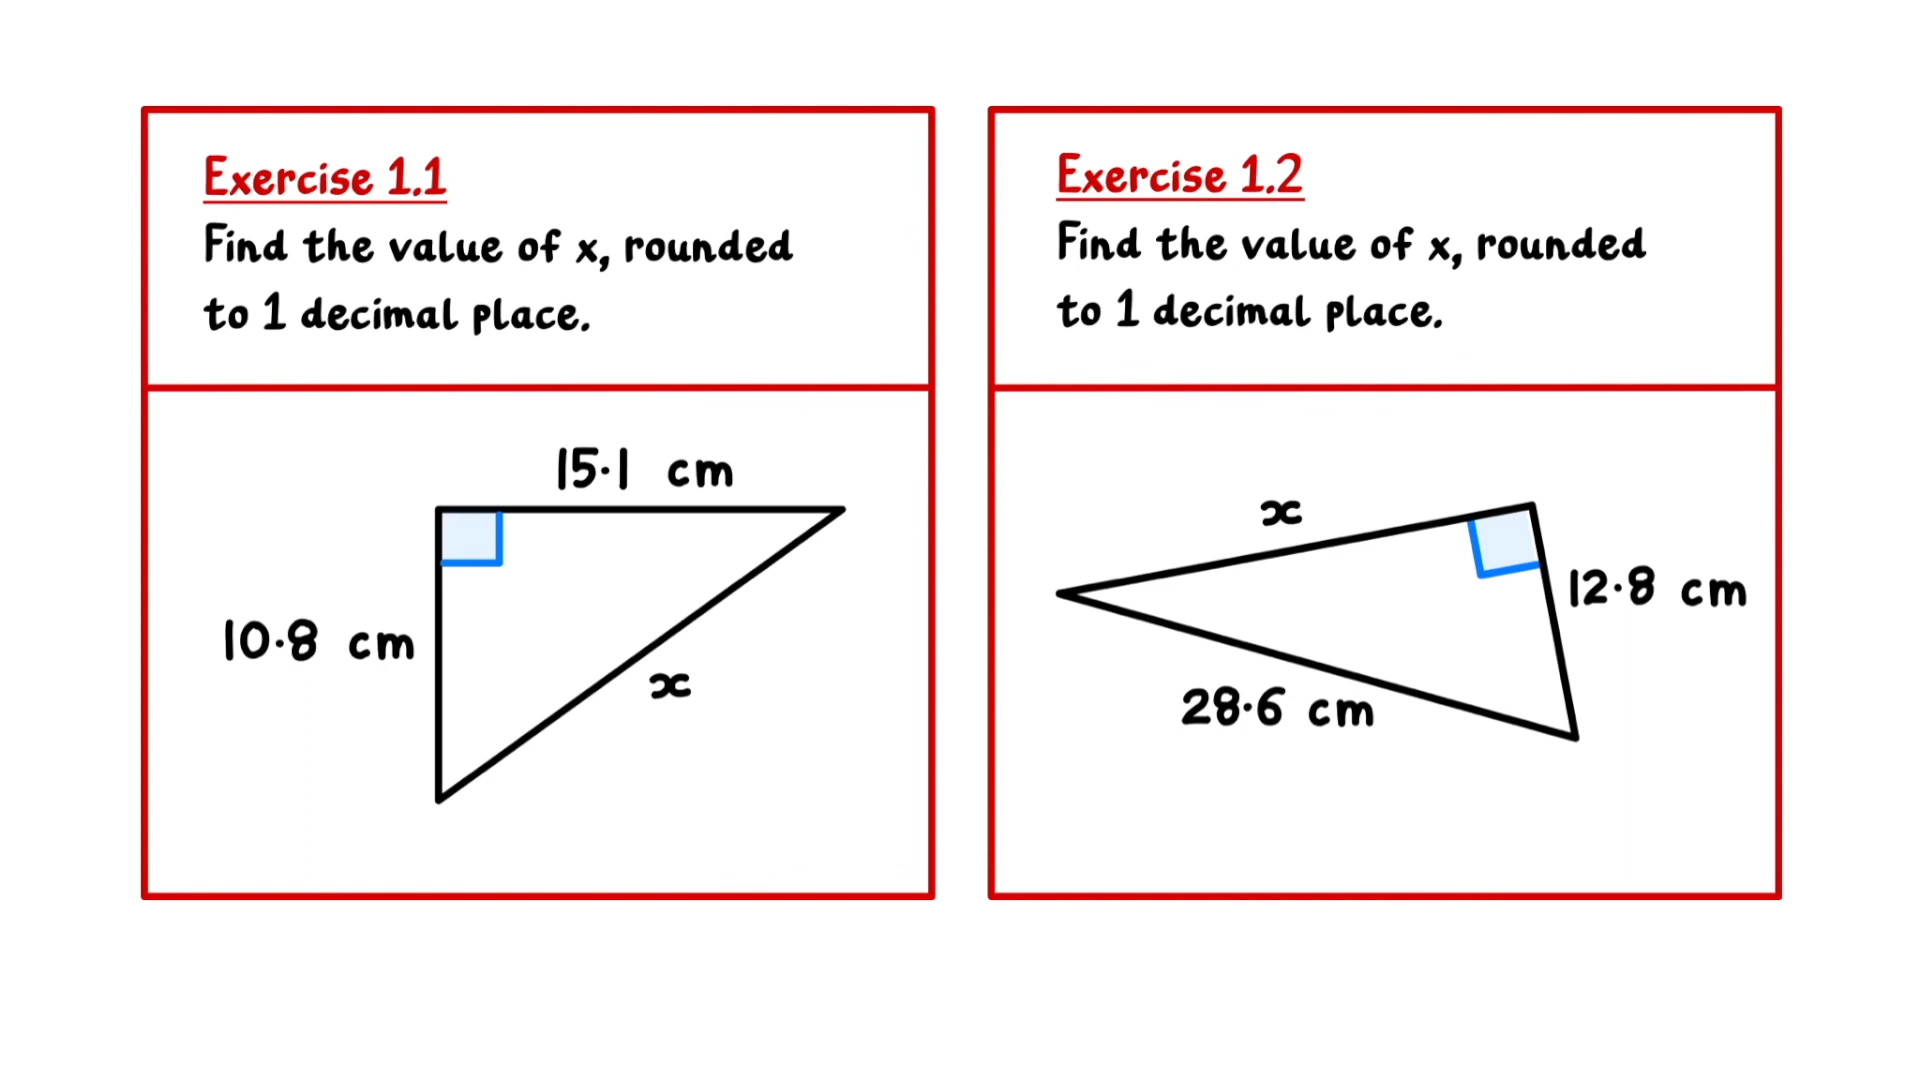 Exercise 1.1
Find the value of x, rounded
to 1 decimal place.
15·1 cm
10·8 cm
x
Exercise 1.2
Find the value of x, rounded
to 1 decimal place.
x
12·8 cm
28·6 cm